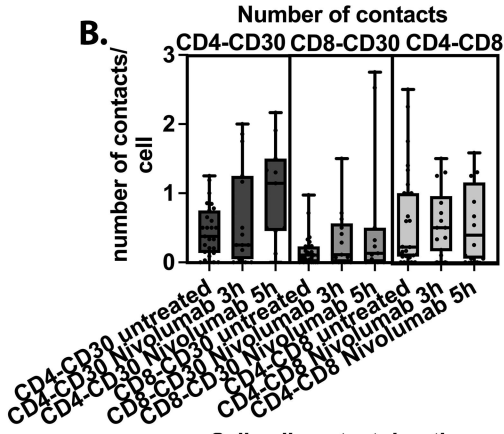 Number of contacts
B.
CD4-CD30 CD8-CD30 CD4-CD8
number of contacts/
cell
3
2
1
0
CD4-CD30 untreated
CD4-CD30 Nivolumab 3h
CD4-CD30 Nivolumab 5h
CD8-CD30 untreated
CD8-CD30 Nivolumab 3h
CD8-CD30 Nivolumab 5h
CD4-CD8 untreated
CD4-CD8 Nivolumab 3h
CD4-CD8 Nivolumab 5h